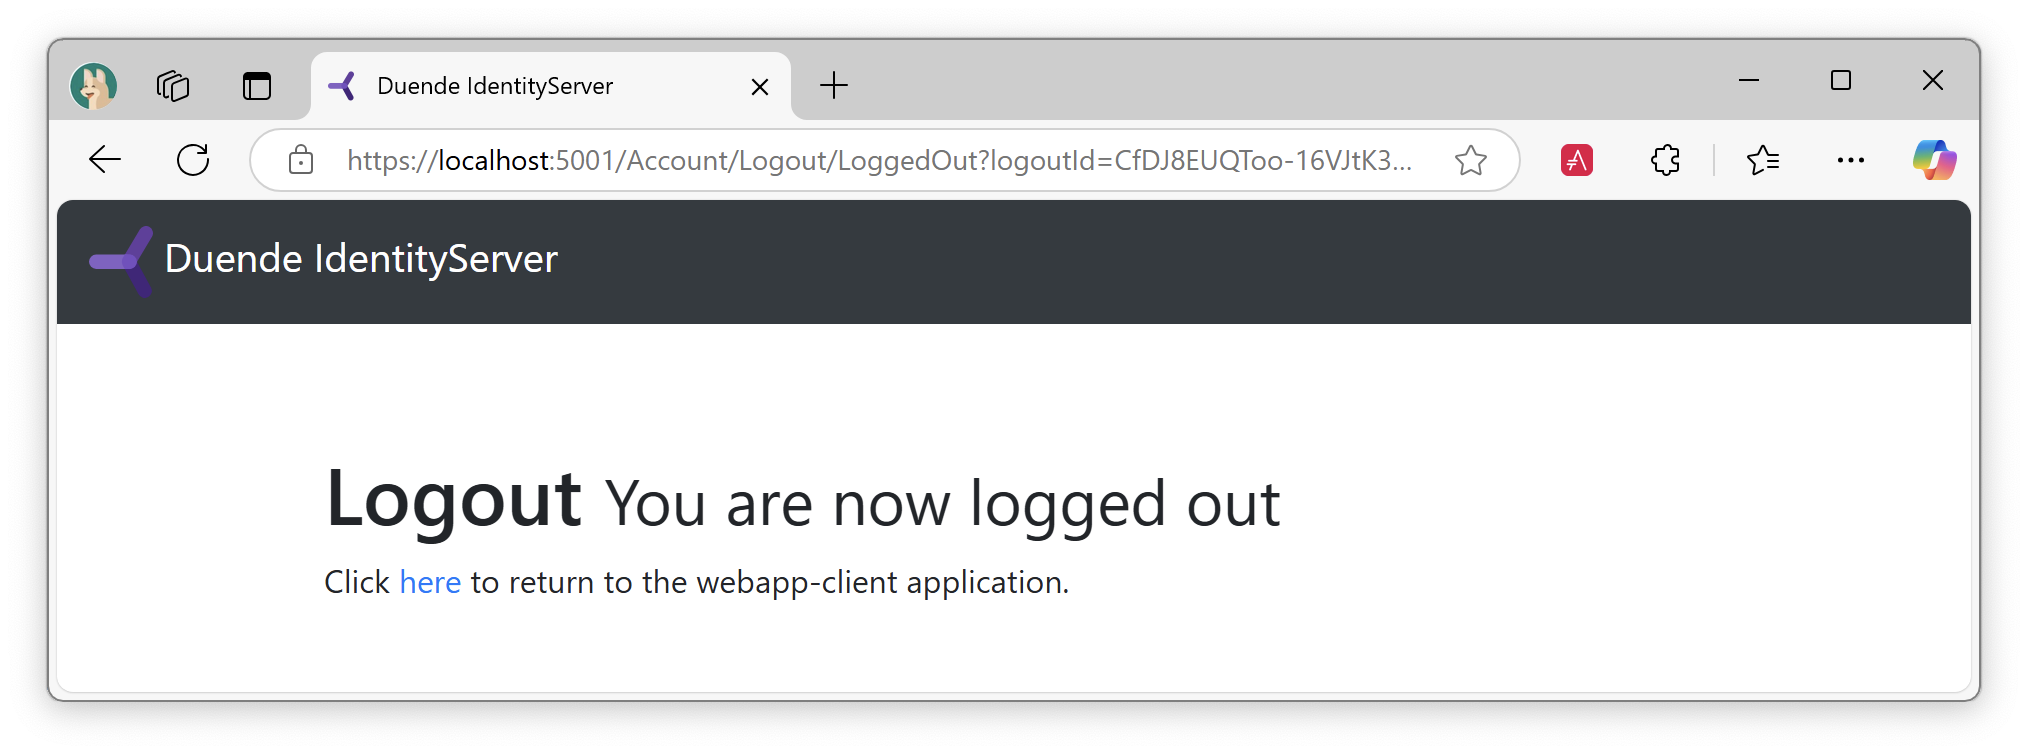 Duende IdentityServer
https://localhost:5001/Account/Logout/LoggedOut?logoutId=CfDJ8EUQToo-16VJtK3...
Duende IdentityServer
Logout You are now logged out
Click here to return to the webapp-client application.